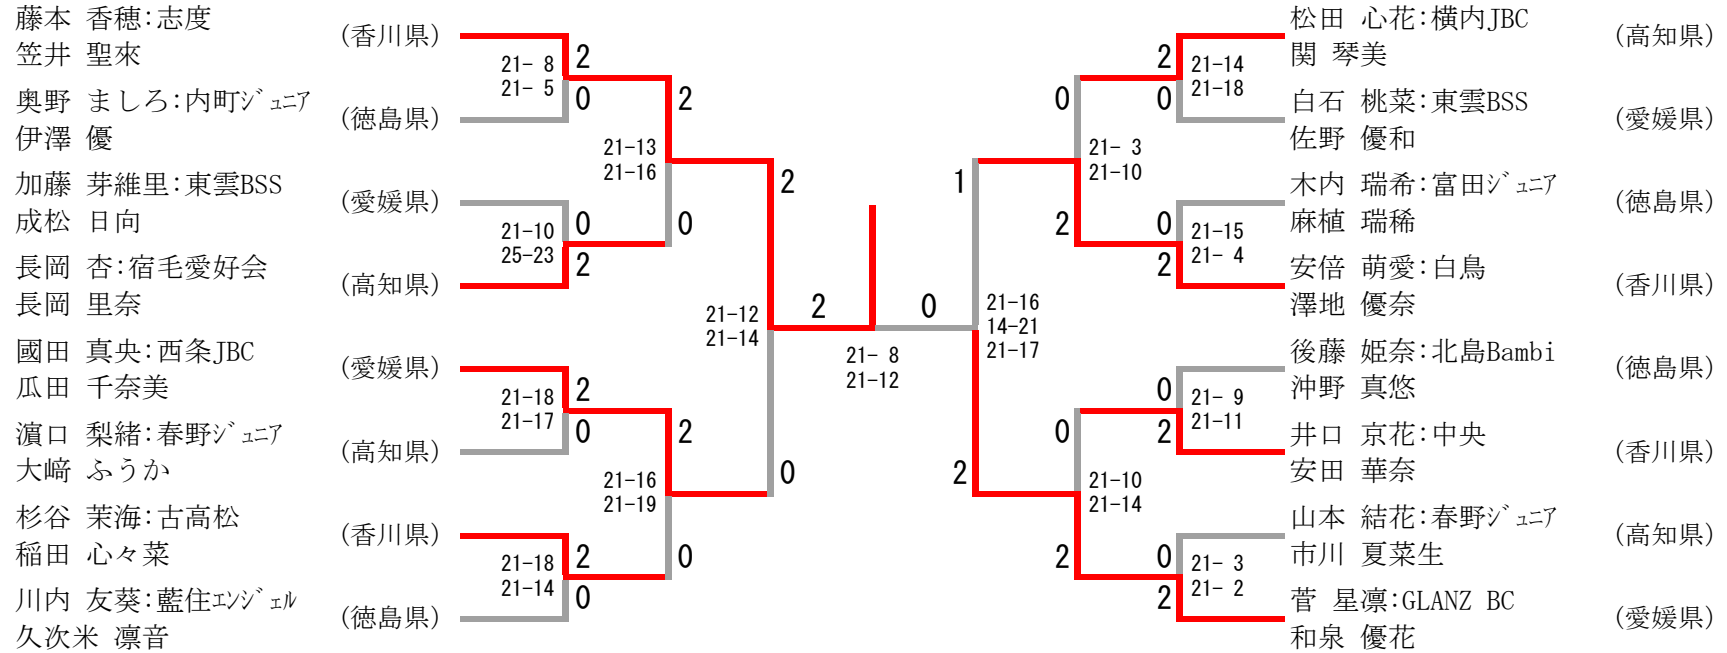 藤本 香穂:志度
笠井 聖來
(香川県)
奥野 ましろ:内町ジュニア
伊澤 優
(徳島県)
加藤 芽維里:東雲BSS
成松 日向
(愛媛県)
長岡 杏:宿毛愛好会
長岡 里奈
(高知県)
國田 真央:西条JBC
瓜田 千奈美
(愛媛県)
濵口 梨緒:春野ジュニア
大﨑 ふうか
(高知県)
杉谷 茉海:古高松
稲田 心々菜
(香川県)
川内 友葵:藍住エンジェル
久次米 凛音
(徳島県)
21- 8
21- 5
2
0
21-10
25-23
0
2
21-18
21-17
2
0
21-18
21-14
2
0
21-13
21-16
2
0
21-16
21-19
2
0
21-12
21-14
2
0
2
0
21- 8
21-12
1
2
21-16
14-21
21-17
0
2
21- 3
21-10
0
2
21-10
21-14
2
0
21-14
21-18
0
2
21-15
21- 4
0
2
21- 9
21-11
0
2
21- 3
21- 2
松田 心花:横内JBC
関 琴美
(高知県)
白石 桃菜:東雲BSS
佐野 優和
(愛媛県)
木内 瑞希:富田ジュニア
麻植 瑞稀
(徳島県)
安倍 萌愛:白鳥
澤地 優奈
(香川県)
後藤 姫奈:北島Bambi
沖野 真悠
(徳島県)
井口 京花:中央
安田 華奈
(香川県)
山本 結花:春野ジュニア
市川 夏菜生
(高知県)
菅 星凛:GLANZ BC
和泉 優花
(愛媛県)